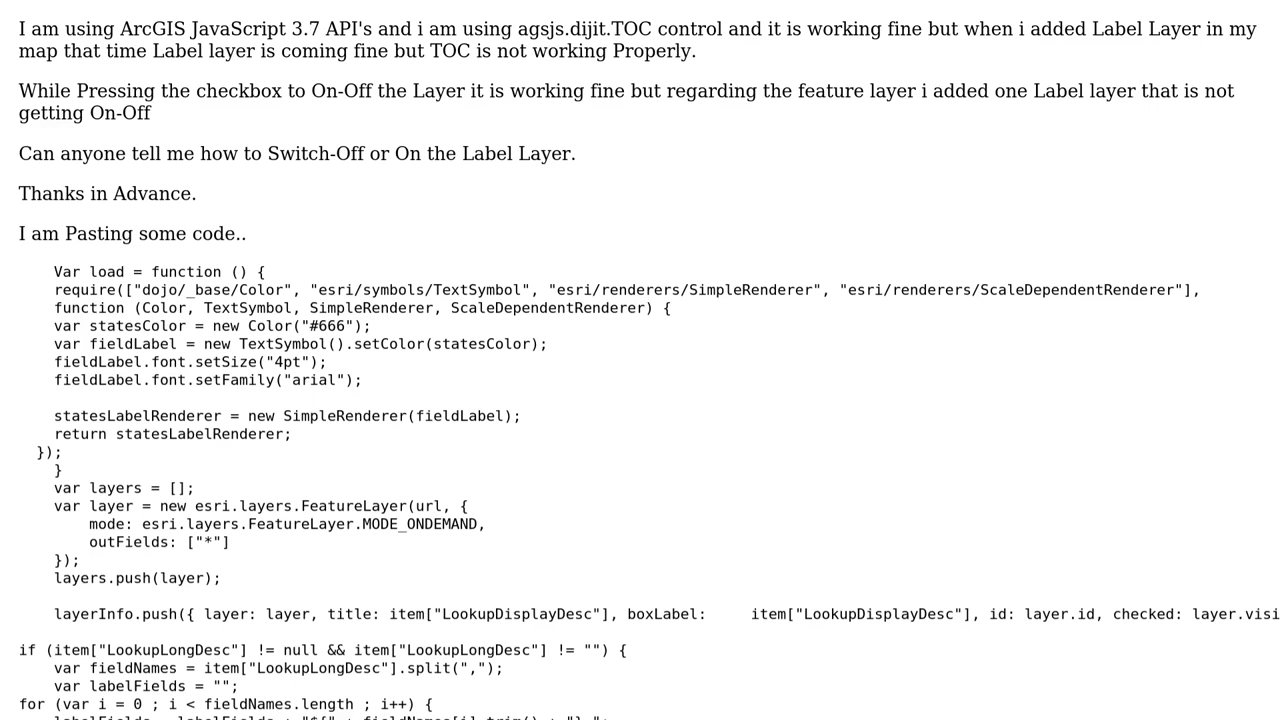 I am using ArcGIS JavaScript 3.7 API's and i am using agsjs.dijit.TOC control and it is working fine but when i added Label Layer in my
map that time Label layer is coming fine but TOC is not working Properly.
While Pressing the checkbox to On-Off the Layer it is working fine but regarding the feature layer i added one Label layer that is not
getting On-Off
Can anyone tell me how to Switch-Off or On the Label Layer.
Thanks in Advance.
I am Pasting some code..
Var load = function () {
require(["dojo/_base/Color", "esri/symbols/TextSymbol", "esri/renderers/SimpleRenderer", "esri/renderers/ScaleDependentRenderer"],
function (Color, TextSymbol, SimpleRenderer, ScaleDependentRenderer) {
var statesColor = new Color("#666");
var fieldLabel = new TextSymbol().setColor(statesColor);
fieldLabel.font.setSize("4pt");
fieldLabel.font.setFamily("arial");
statesLabelRenderer = new SimpleRenderer(fieldLabel);
return statesLabelRenderer;
});
}
var layers = [];
var layer = new esri.layers.FeatureLayer(url, {
mode: esri.layers.FeatureLayer.MODE_ONDEMAND,
outFields: ["*"]
});
layers.push(layer);
layerInfo.push({ layer: layer, title: item["LookupDisplayDesc"], boxLabel:     item["LookupDisplayDesc"], id: layer.id, checked: layer.visi
if (item["LookupLongDesc"] != null && item["LookupLongDesc"] != "") {
var fieldNames = item["LookupLongDesc"].split(",");
var labelFields = "";
for (var i = 0 ; i < fieldNames.length ; i++) {
labelFields = labelFields + "${" + fieldNames[i].trim() + "} ";